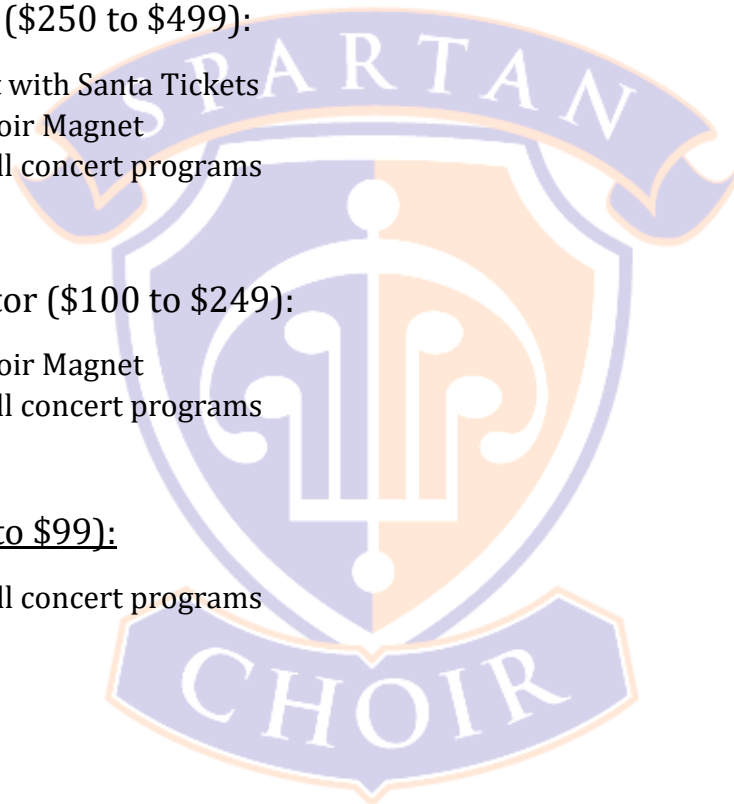 ($250 to $499):
SPARTAN
with Santa Tickets
oir Magnet
ll concert programs
tor ($100 to $249):
oir Magnet
ll concert programs
to $99):
ll concert programs
CHOIR